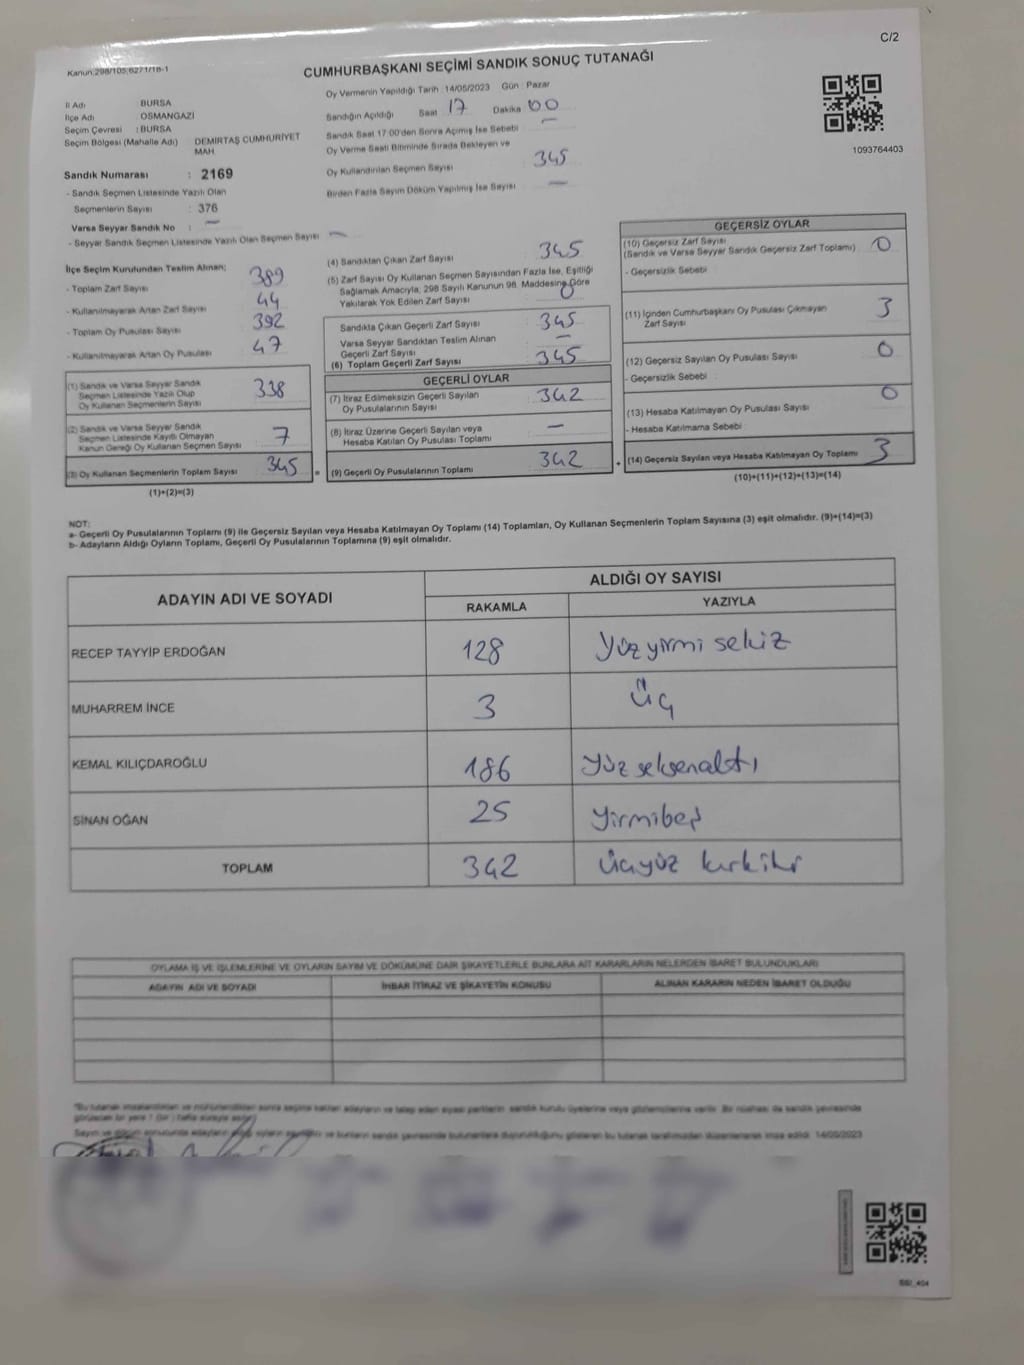 C/2
Kanun:298/105,6271/18-1
CUMHURBAŞKANI SEÇİMİ SANDIK SONUÇ TUTANAĞI
İl Adı BURSA
İlçe Adı OSMANGAZİ
Seçim Çevresi : BURSA
Seçim Bölgesi (Mahalle Adı) DEMİRTAŞ CUMHURİYET
MAH.
Sandık Numarası : 2169
- Sandık Seçmen Listesinde Yazılı Olan
Seçmenlerin Sayısı : 376
Varsa Seyyar Sandık No : —
- Seyyar Sandık Seçmen Listesinde Yazılı Olan Seçmen Sayısı —
Oy Vermenin Yapıldığı Tarih :14/05/2023 Gün : Pazar
Sandığın Açıldığı Saat 17 Dakika 00
Sandık Saat 17:00'den Sonra Açımış İse Sebebi —
Oy Verme Saati Bitiminde Sırada Bekleyen ve
Oy Kullandırılan Seçmen Sayısı 345
Birden Fazla Sayım Döküm Yapılmış İse Sayısı —
1093764403
İlçe Seçim Kurulundan Teslim Alınan;
- Toplam Zarf Sayısı 389
- Kullanılmayarak Artan Zarf Sayısı 44
- Toplam Oy Pusulası Sayısı 392
- Kullanılmayarak Artan Oy Pusulası 47
(1) Sandık ve Varsa Seyyar Sandık
Seçmen Listesinde Yazılı Olup
Oy Kullanan Seçmenlerin Sayısı 338
(2) Sandık ve Varsa Seyyar Sandık
Seçmen Listesinde Kayıtlı Olmayan
Kanun Gereği Oy Kullanan Seçmen Sayısı 7
(3) Oy Kullanan Seçmenlerin Toplam Sayısı 345
(1)+(2)=(3)
(4) Sandıktan Çıkan Zarf Sayısı 345
(5) Zarf Sayısı Oy Kullanan Seçmen Sayısından Fazla İse, Eşitliği
Sağlamak Amacıyla, 298 Sayılı Kanunun 98. Maddesine Göre
Yakılarak Yok Edilen Zarf Sayısı 0
Sandıkta Çıkan Geçerli Zarf Sayısı 345
Varsa Seyyar Sandıktan Teslim Alınan
Geçerli Zarf Sayısı —
(6) Toplam Geçerli Zarf Sayısı 345
GEÇERLİ OYLAR
(7) İtiraz Edilmeksizin Geçerli Sayılan
Oy Pusulalarının Sayısı 342
(8) İtiraz Üzerine Geçerli Sayılan veya
Hesaba Katılan Oy Pusulası Toplamı —
= (9) Geçerli Oy Pusulalarının Toplamı 342
GEÇERSİZ OYLAR
(10) Geçersiz Zarf Sayısı
(Sandık ve Varsa Seyyar Sandık Geçersiz Zarf Toplamı) 0
- Geçersizlik Sebebi
(11) İçinden Cumhurbaşkanı Oy Pusulası Çıkmayan
Zarf Sayısı 3
(12) Geçersiz Sayılan Oy Pusulası Sayısı 0
- Geçersizlik Sebebi :
(13) Hesaba Katılmayan Oy Pusulası Sayısı 0
- Hesaba Katılmama Sebebi :
+ (14) Geçersiz Sayılan veya Hesaba Katılmayan Oy Toplamı 3
(10)+(11)+(12)+(13)=(14)
NOT:
a- Geçerli Oy Pusulalarının Toplamı (9) ile Geçersiz Sayılan veya Hesaba Katılmayan Oy Toplamı (14) Toplamları, Oy Kullanan Seçmenlerin Toplam Sayısına (3) eşit olmalıdır. (9)+(14)=(3)
b- Adayların Aldığı Oyların Toplamı, Geçerli Oy Pusulalarının Toplamına (9) eşit olmalıdır.
ADAYIN ADI VE SOYADI ALDIĞI OY SAYISI
RAKAMLA YAZIYLA
RECEP TAYYİP ERDOĞAN 128 Yüzyirmi sekiz
MUHARREM İNCE 3 Üç
KEMAL KILIÇDAROĞLU 186 Yüz seksenaltı
SİNAN OĞAN 25 Yirmibeş
TOPLAM 342 Üçyüz kırkiki
OYLAMA İŞ VE İŞLEMLERİNE VE OYLARIN SAYIM VE DÖKÜMÜNE DAİR ŞİKAYETLERLE BUNLARA AİT KARARLARIN NELERDEN İBARET BULUNDUKLARI
ADAYIN ADI VE SOYADI İHBAR İTİRAZ VE ŞİKAYETİN KONUSU ALINAN KARARIN NEDEN İBARET OLDUĞU